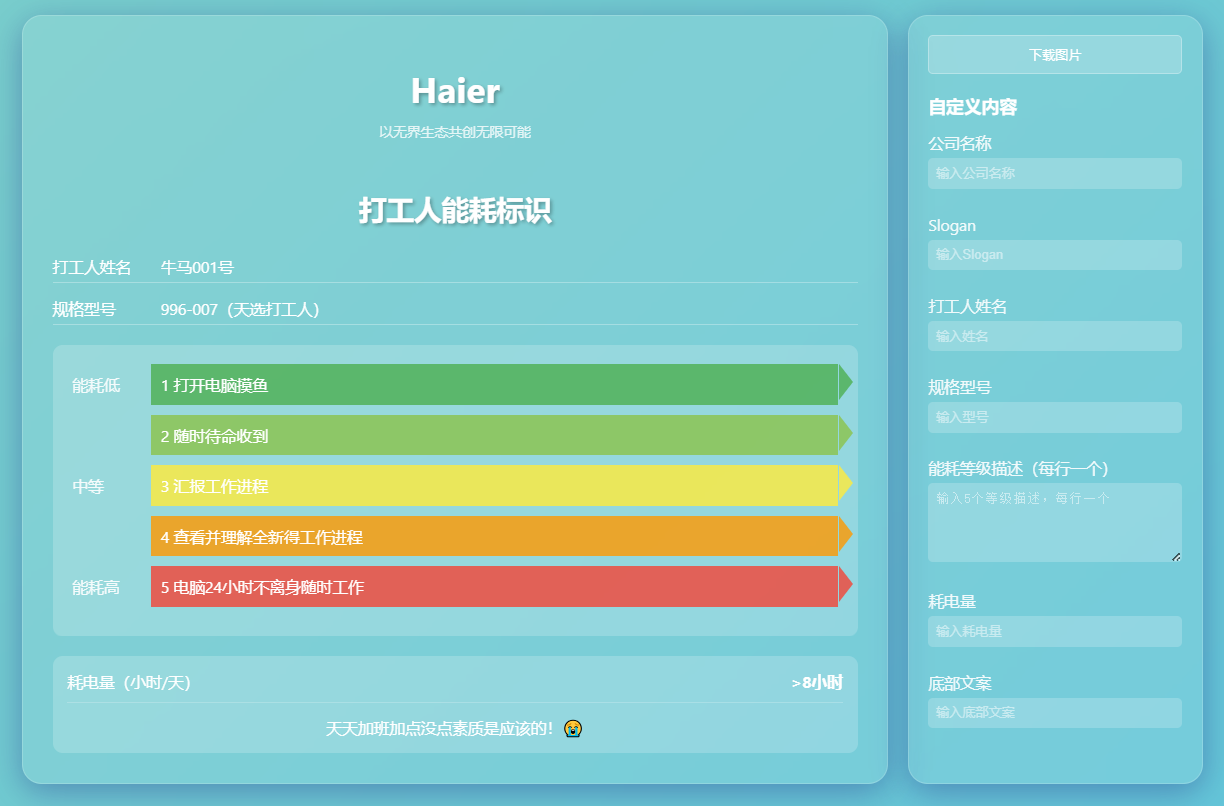 Haier
以无界生态共创无限可能
打工人能耗标识
打工人姓名 牛马001号
规格型号 996-007（天选打工人）
能耗低 1 打开电脑摸鱼
2 随时待命收到
中等 3 汇报工作进程
4 查看并理解全新得工作进程
能耗高 5 电脑24小时不离身随时工作
耗电量（小时/天） >8小时
天天加班加点没点素质是应该的！😭
下载图片
自定义内容
公司名称
输入公司名称
Slogan
输入Slogan
打工人姓名
输入姓名
规格型号
输入型号
能耗等级描述（每行一个）
输入5个等级描述，每行一个
耗电量
输入耗电量
底部文案
输入底部文案